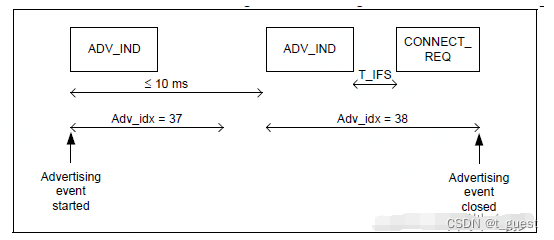 ADV_IND
ADV_IND
CONNECT_
REQ
T_IFS
≤ 10 ms
Adv_idx = 37
Adv_idx = 38
Advertising
event
started
Advertising
event
closed
CSDN @t_guest